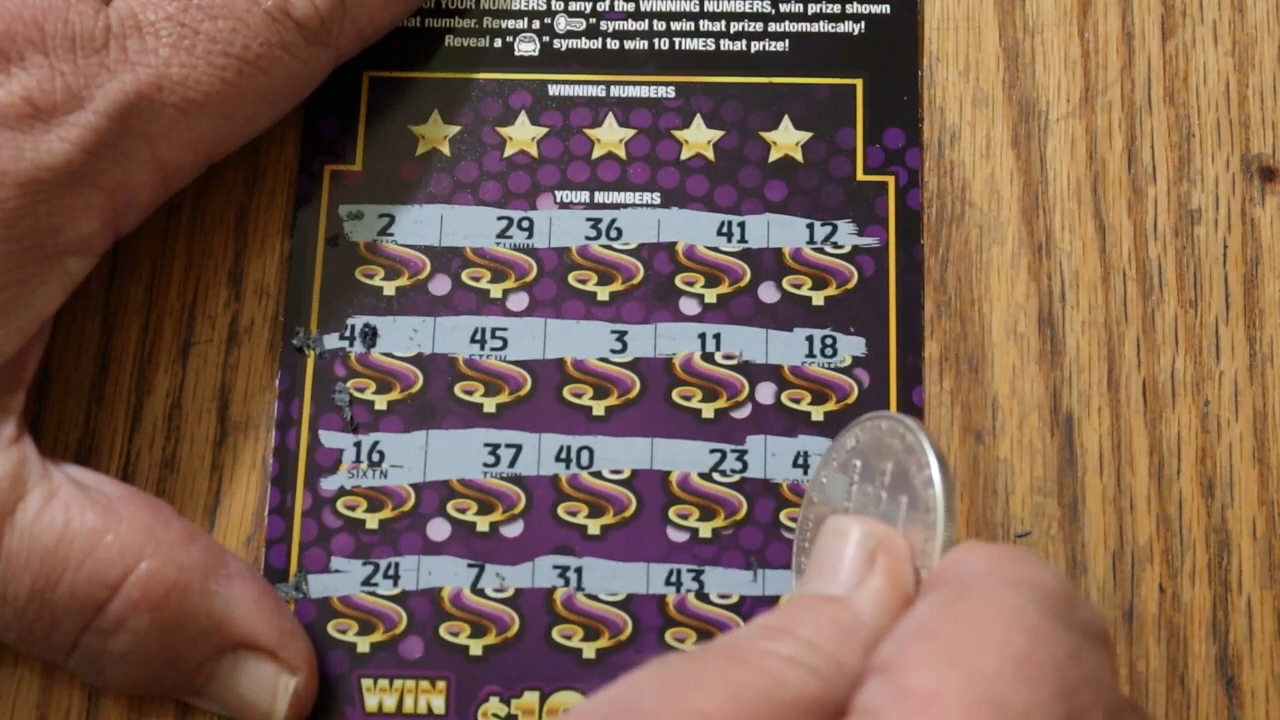 of YOUR NUMBERS to any of the WINNING NUMBERS, win prize shown
that number. Reveal a " " symbol to win that prize automatically!
Reveal a " " symbol to win 10 TIMES that prize!
WINNING NUMBERS
YOUR NUMBERS
2 29 36 41 12
45 3 11 18
16 37 40 23
SIXTN
24 7 31 43
WIN